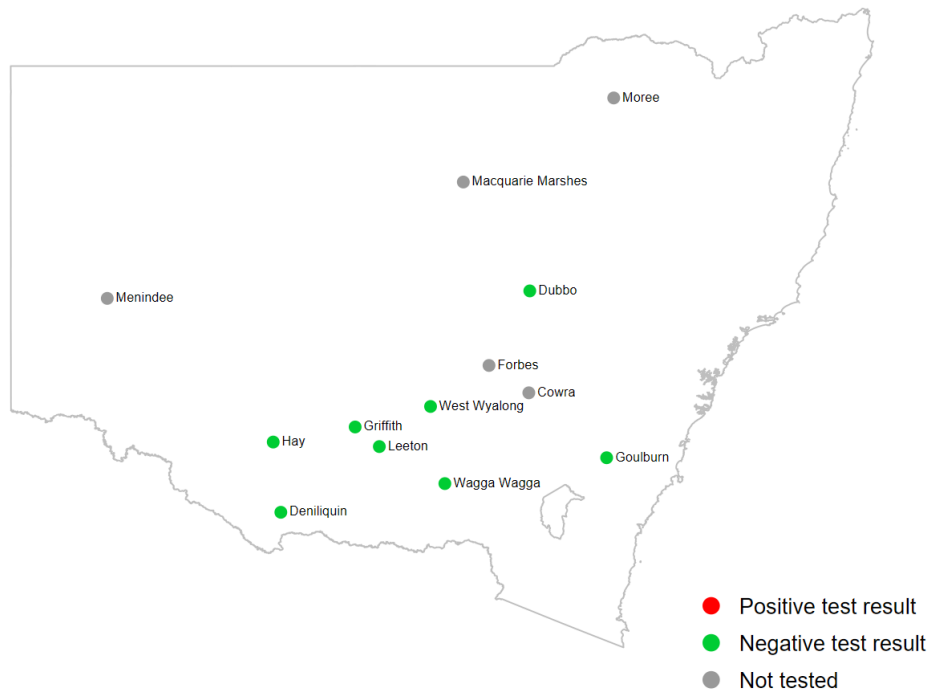 Moree
Macquarie Marshes
Dubbo
Menindee
Forbes
Cowra
West Wyalong
Griffith
Hay
Leeton
Goulburn
Wagga Wagga
Deniliquin
Positive test result
Negative test result
Not tested